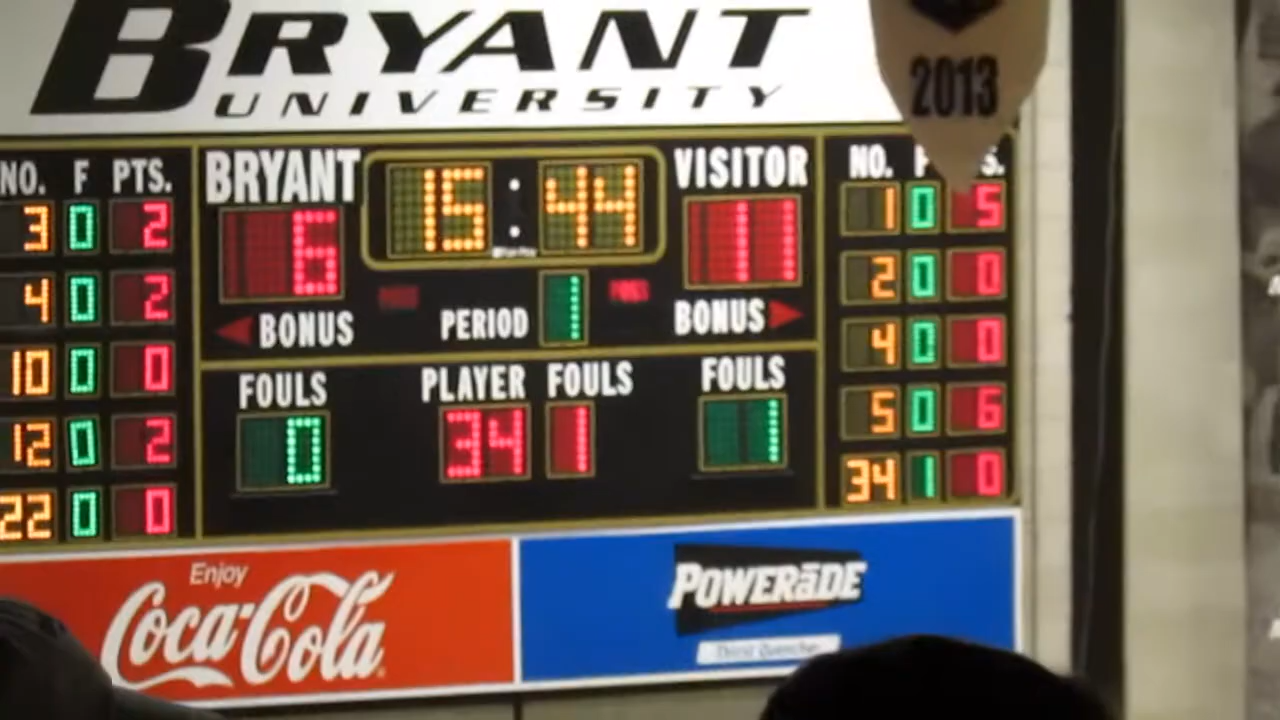 BRYANT
UNIVERSITY
2013
NO. F PTS.
3 0 2
4 0 2
10 0 0
12 0 2
22 0 0
BRYANT
6
15:44
VISITOR
11
BONUS
PERIOD 1
BONUS
FOULS
0
PLAYER FOULS
34 1
FOULS
1
NO. F S.
1 0 5
2 0 0
4 0 0
5 0 6
34 1 0
Enjoy
Coca-Cola
POWERāDE